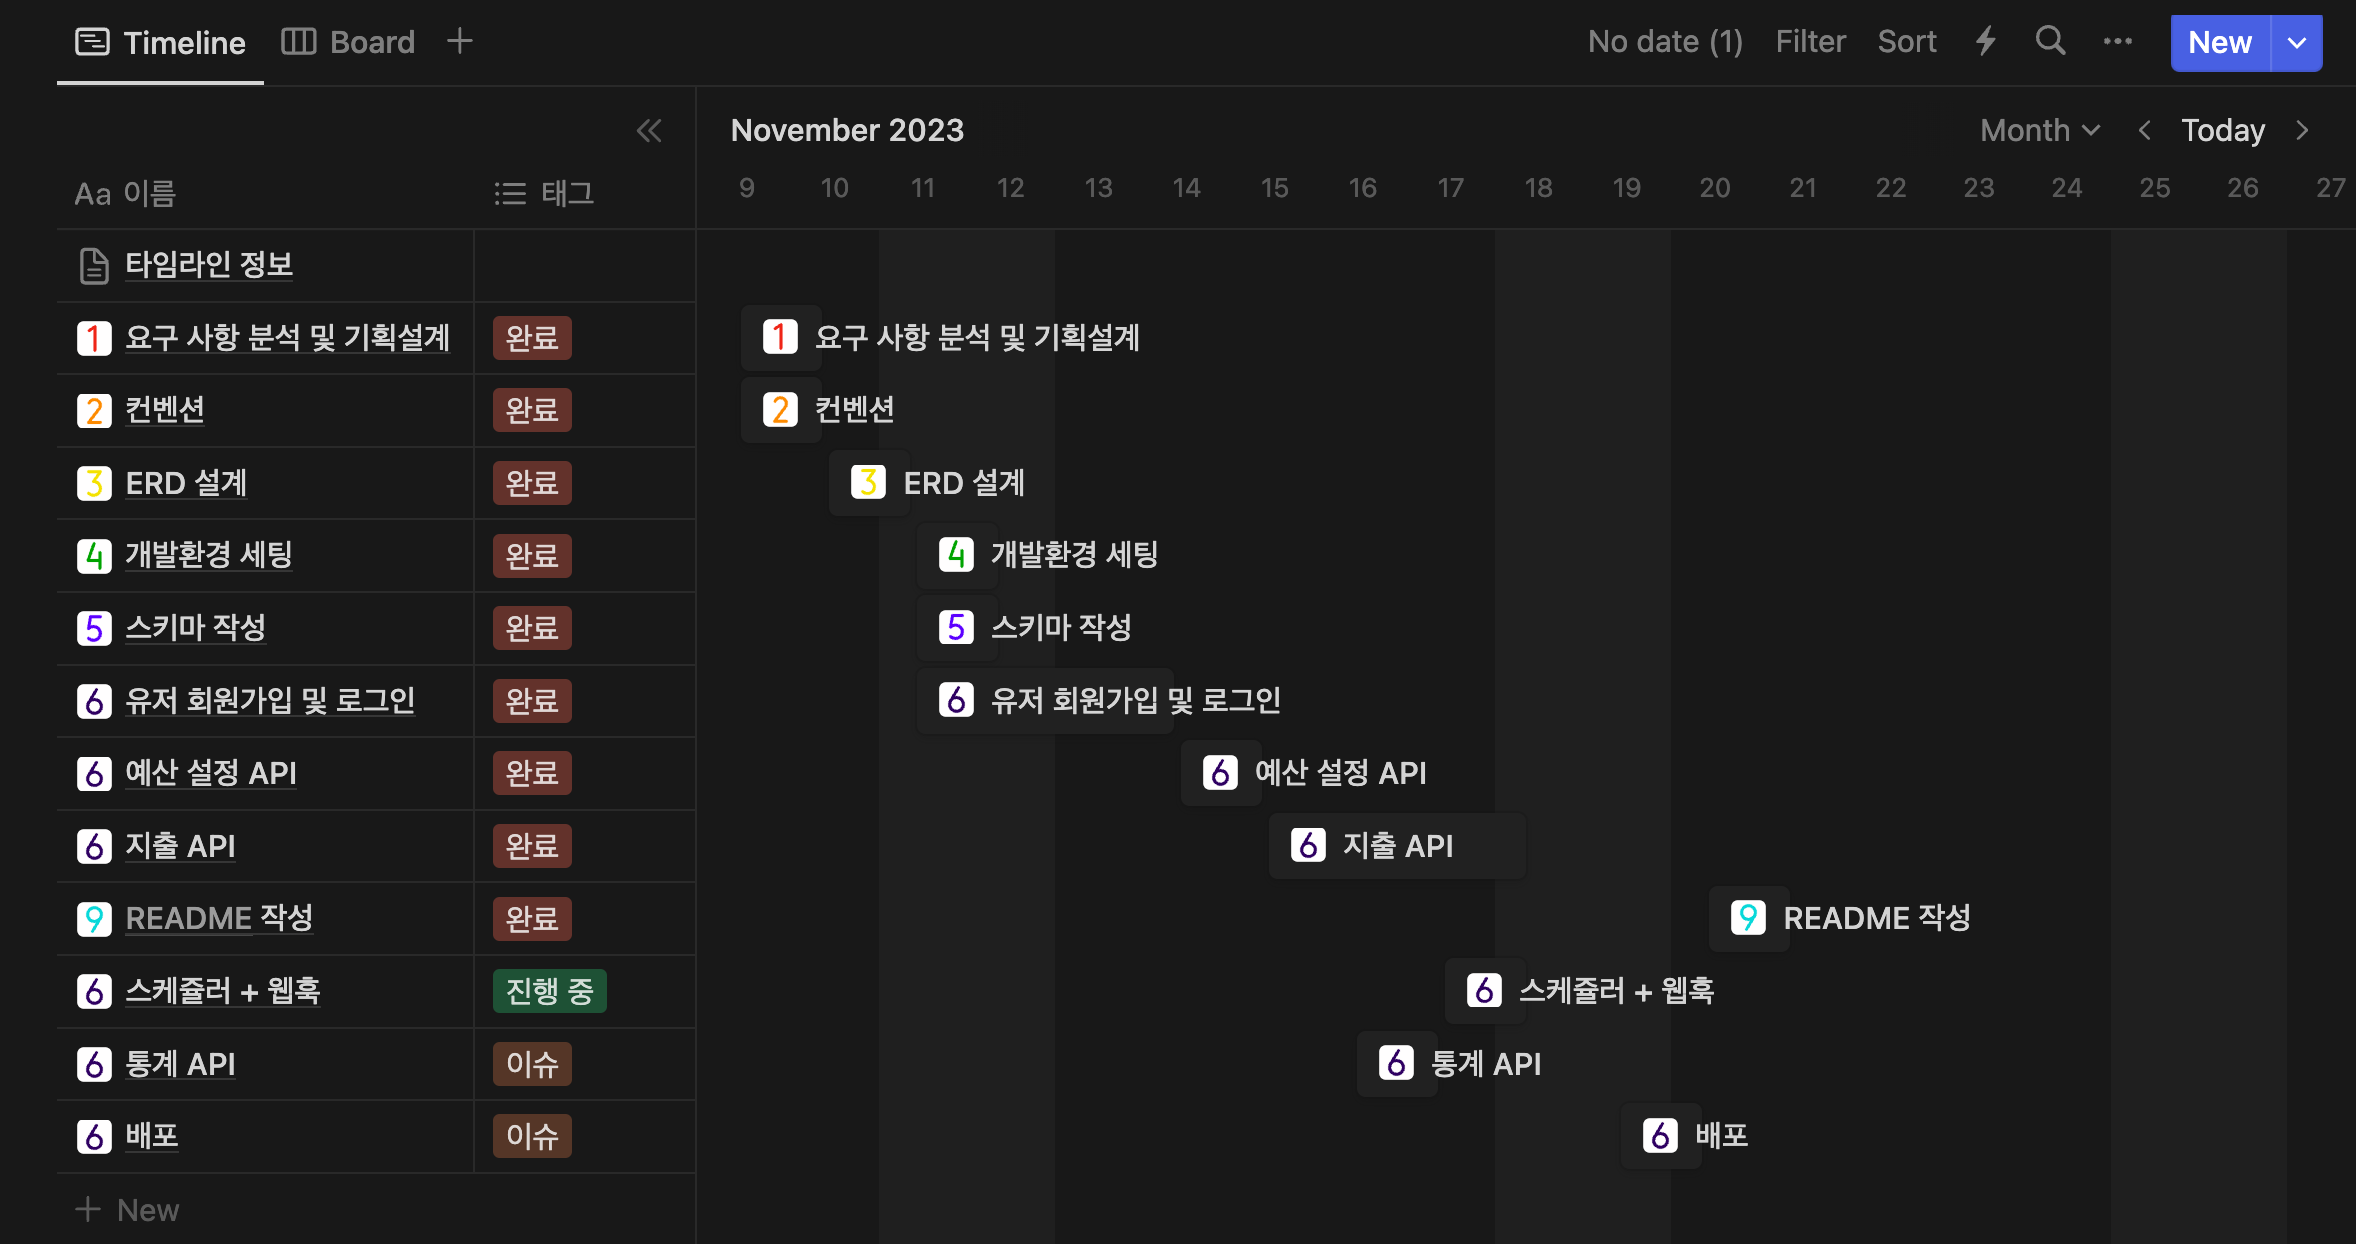 Timeline Board
No date (1) Filter Sort New
November 2023
Month Today
Aa 이름 태그
9 10 11 12 13 14 15 16 17 18 19 20 21 22 23 24 25 26 27
타임라인 정보
1 요구 사항 분석 및 기획설계 완료 1 요구 사항 분석 및 기획설계
2 컨벤션 완료 2 컨벤션
3 ERD 설계 완료 3 ERD 설계
4 개발환경 세팅 완료 4 개발환경 세팅
5 스키마 작성 완료 5 스키마 작성
6 유저 회원가입 및 로그인 완료 6 유저 회원가입 및 로그인
6 예산 설정 API 완료 6 예산 설정 API
6 지출 API 완료 6 지출 API
9 README 작성 완료 9 README 작성
6 스케쥴러 + 웹훅 진행 중 6 스케쥴러 + 웹훅
6 통계 API 이슈 6 통계 API
6 배포 이슈 6 배포
+ New